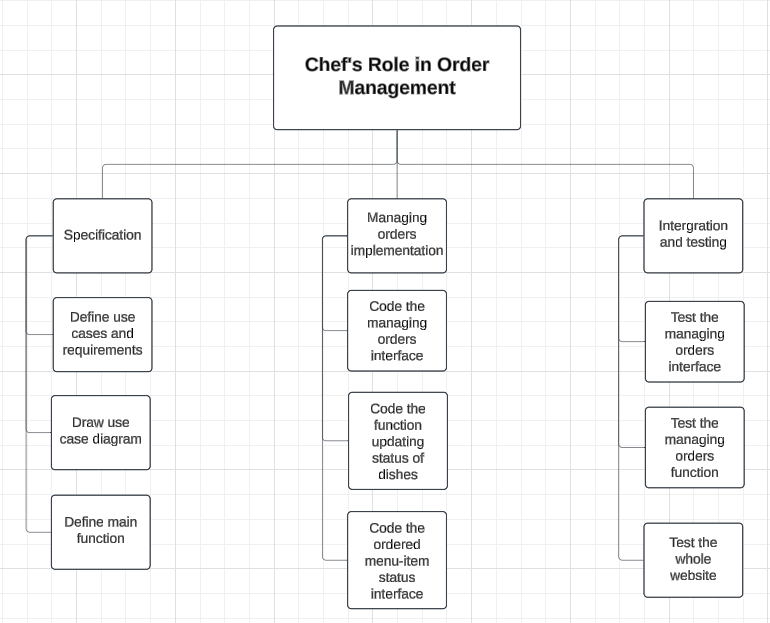 Chef's Role in Order
Management
Specification
Define use
cases and
requirements
Draw use
case diagram
Define main
function
Managing
orders
implementation
Code the
managing
orders
interface
Code the
function
updating
status of
dishes
Code the
ordered
menu-item
status
interface
Intergration
and testing
Test the
managing
orders
interface
Test the
managing
orders
function
Test the
whole
website